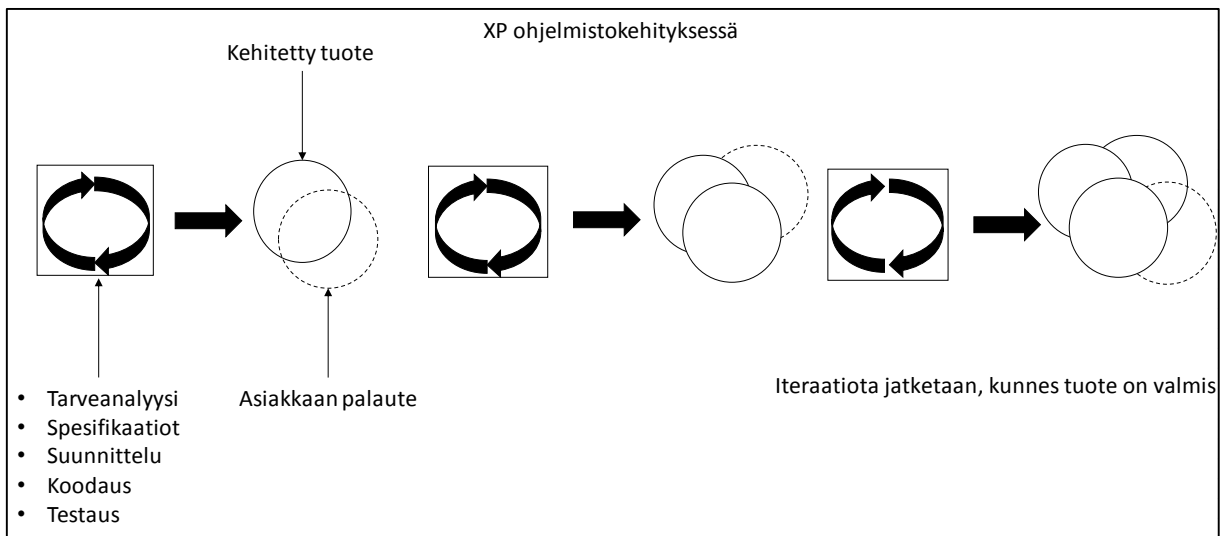 XP ohjelmistokehityksessä
Kehitetty tuote
• Tarveanalyysi
• Spesifikaatiot
• Suunnittelu
• Koodaus
• Testaus
Asiakkaan palaute
Iteraatiota jatketaan, kunnes tuote on valmis